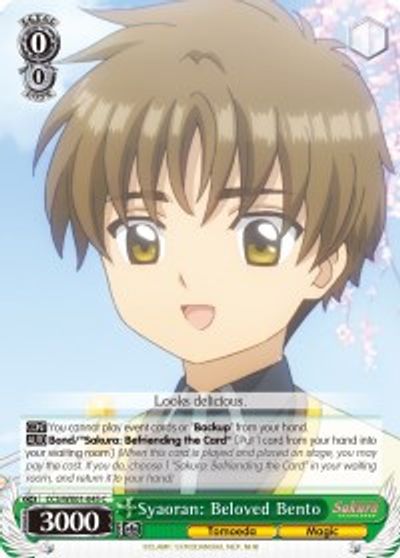 LEVEL
0
0
Looks delicious.
CONT You cannot play event cards or "Backup" from your hand.
AUTO Bond/"Sakura: Befriending the Card" [Put 1 card from your hand into
your waiting room] (When this card is played and placed on stage, you may
pay the cost. If you do, choose 1 "Sakura: Befriending the Card" in your waiting
room, and return it to your hand)
3000
Syaoran: Beloved Bento
Sakura
Tomoeda
Magic